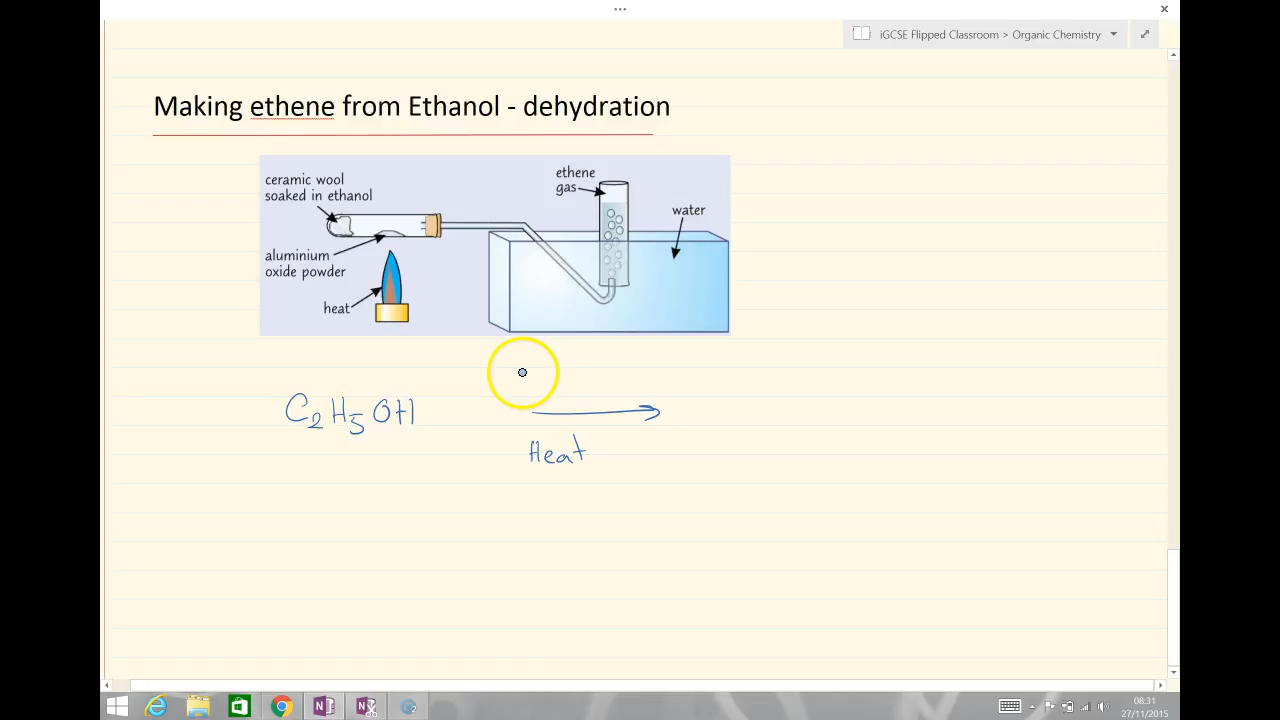 iGCSE Flipped Classroom > Organic Chemistry
Making ethene from Ethanol - dehydration
ceramic wool
soaked in ethanol
ethene
gas
water
aluminium
oxide powder
heat
C2H5OH
Heat
08:31
27/11/2015